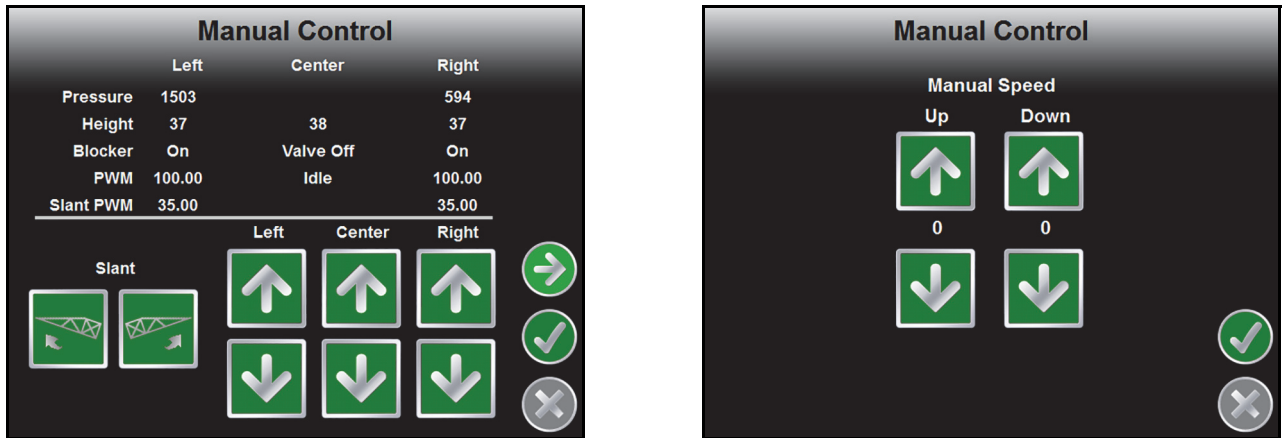 Manual Control
Left Center Right
Pressure 1503 594
Height 37 38 37
Blocker On Valve Off On
PWM 100.00 Idle 100.00
Slant PWM 35.00 35.00
Left Center Right
Slant
Manual Control
Manual Speed
Up Down
0 0